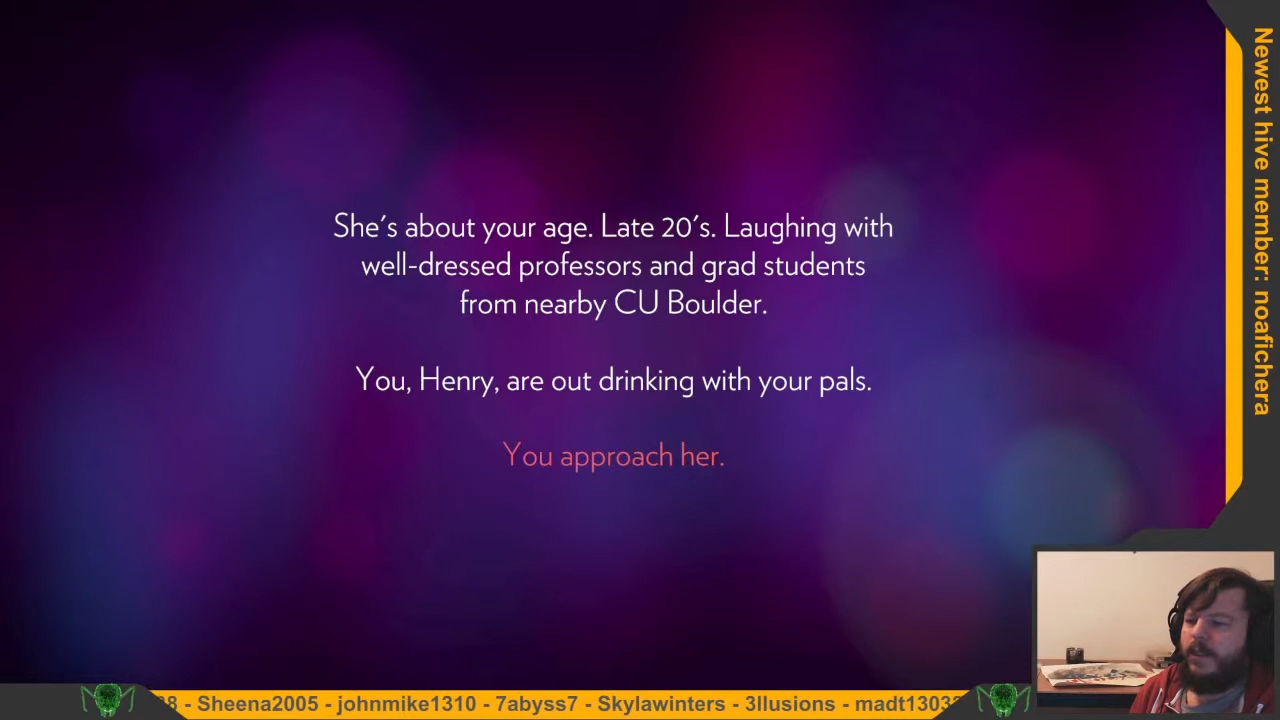 She's about your age. Late 20's. Laughing with
well-dressed professors and grad students
from nearby CU Boulder.
You, Henry, are out drinking with your pals.
You approach her.
Newest hive member: noafichera
8 - Sheena2005 - johnmike1310 - 7abyss7 - Skylawinters - 3llusions - madt1303